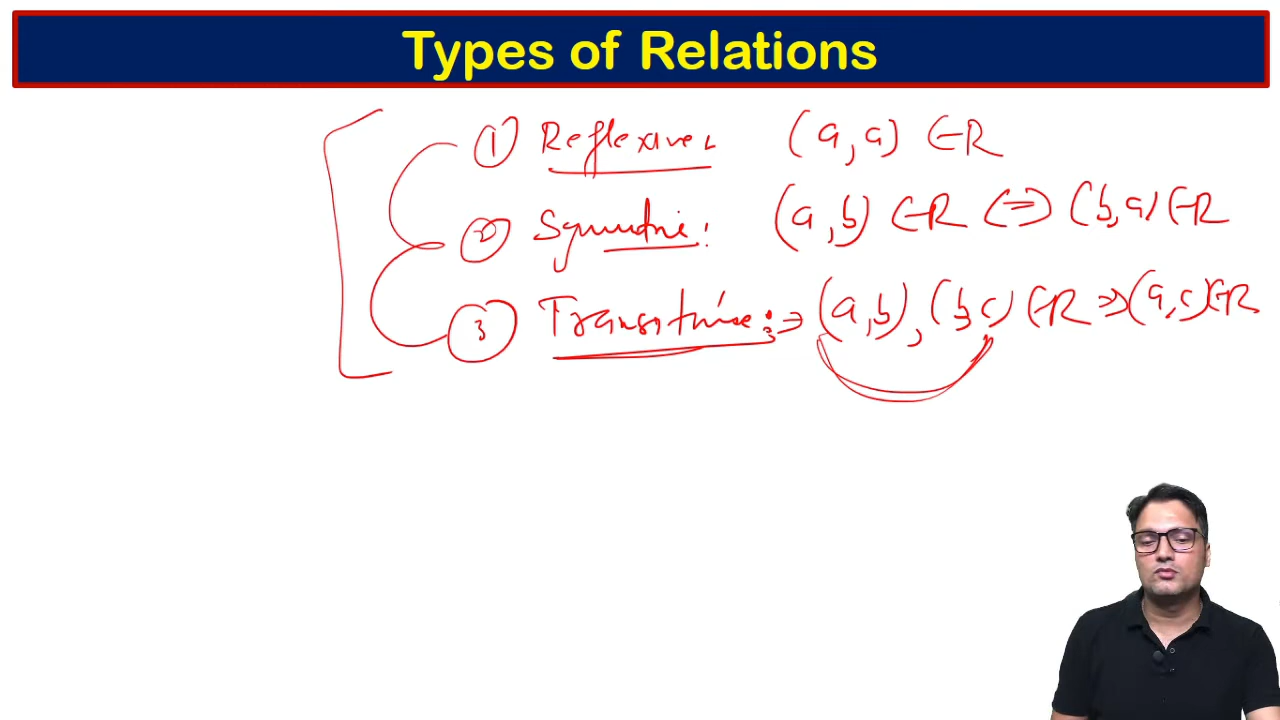 Types of Relations
① Reflexive: (a, a) ∈ R
② Symmetric: (a, b) ∈ R ⇔ (b, a) ∈ R
③ Transitive: ⇒ (a, b), (b, c) ∈ R ⇒ (a, c) ∈ R